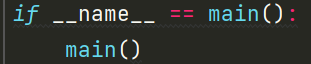 if __name__ == main():
    main()